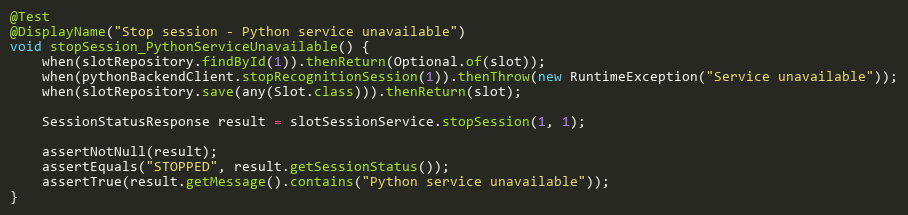 @Test
@DisplayName("Stop session - Python service unavailable")
void stopSession_PythonServiceUnavailable() {
    when(slotRepository.findById(1)).thenReturn(Optional.of(slot));
    when(pythonBackendClient.stopRecognitionSession(1)).thenThrow(new RuntimeException("Service unavailable"));
    when(slotRepository.save(any(Slot.class))).thenReturn(slot);

    SessionStatusResponse result = slotSessionService.stopSession(1, 1);

    assertNotNull(result);
    assertEquals("STOPPED", result.getSessionStatus());
    assertTrue(result.getMessage().contains("Python service unavailable"));
}